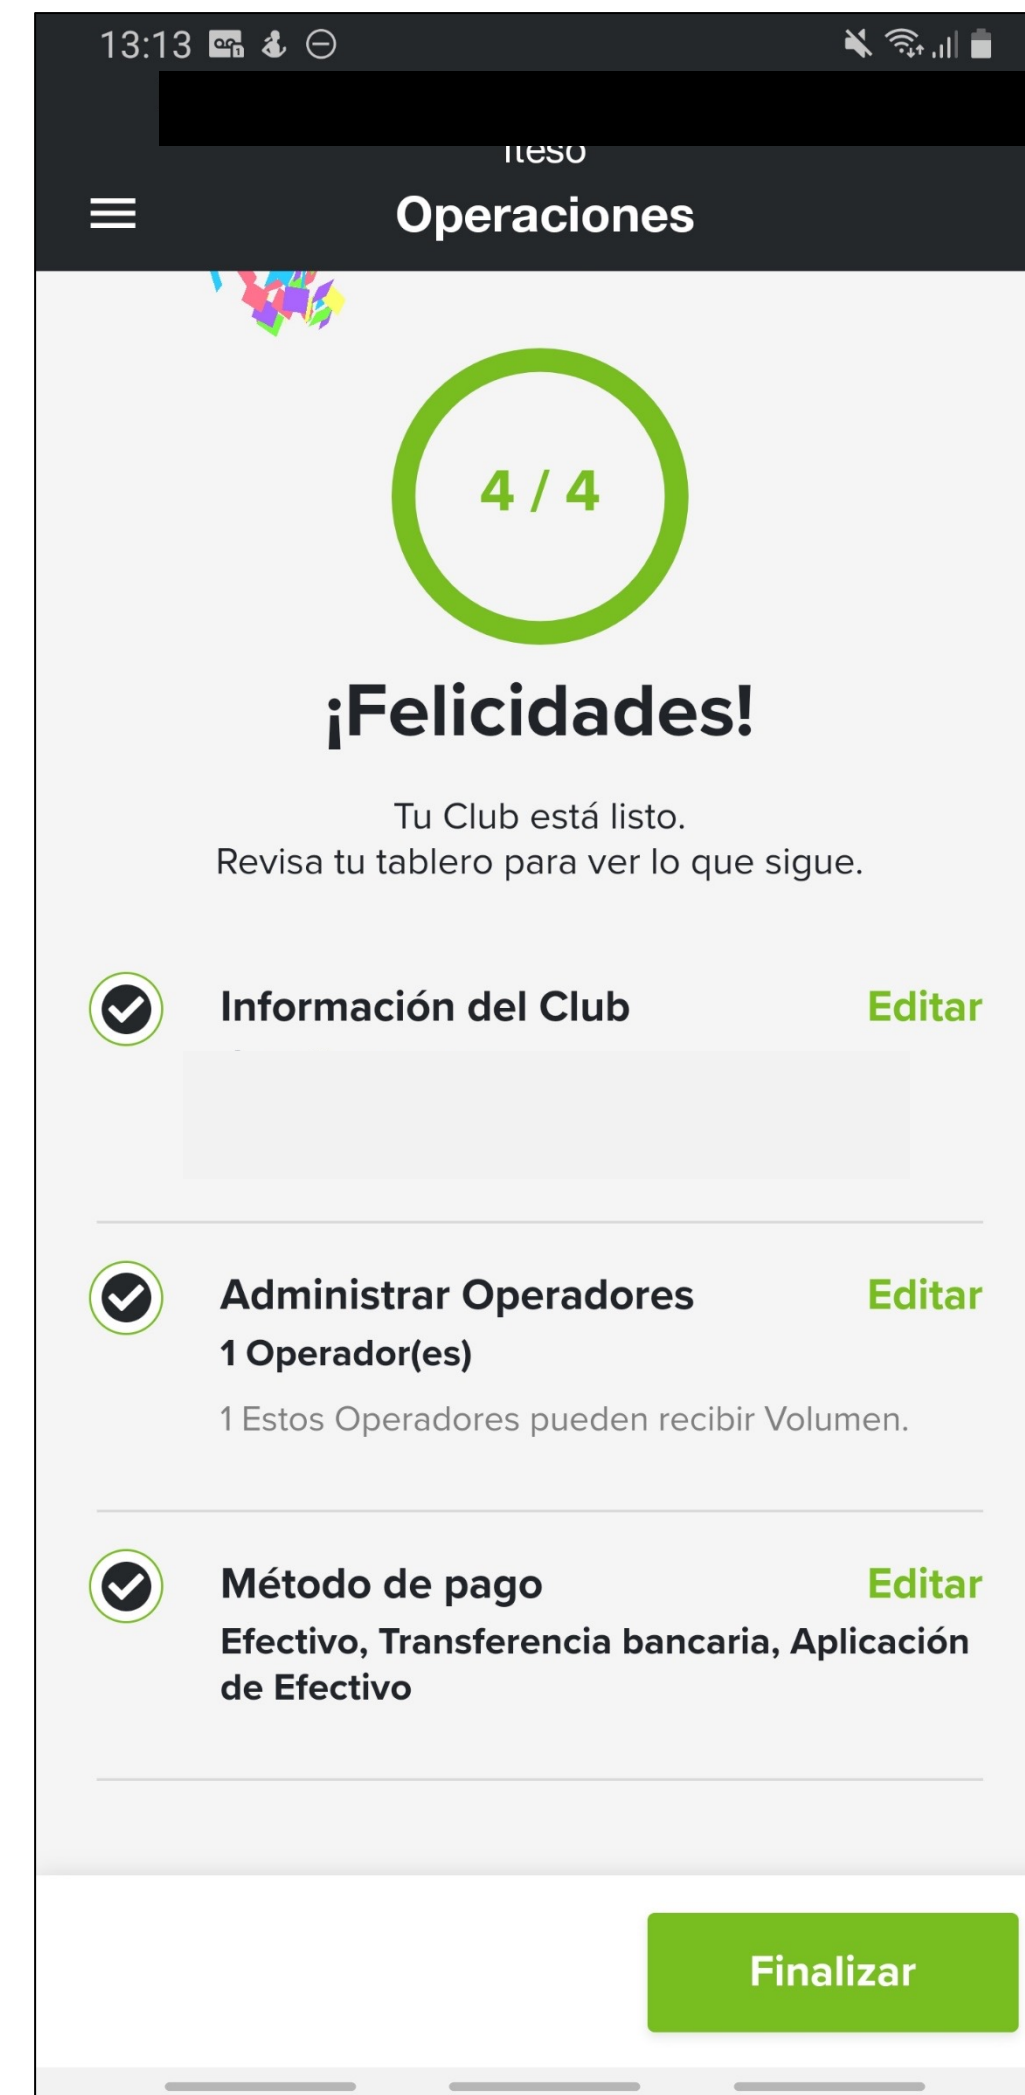 13:13
Operaciones
4 / 4
¡Felicidades!
Tu Club está listo.
Revisa tu tablero para ver lo que sigue.
Información del Club Editar
Administrar Operadores Editar
1 Operador(es)
1 Estos Operadores pueden recibir Volumen.
Método de pago Editar
Efectivo, Transferencia bancaria, Aplicación
de Efectivo
Finalizar